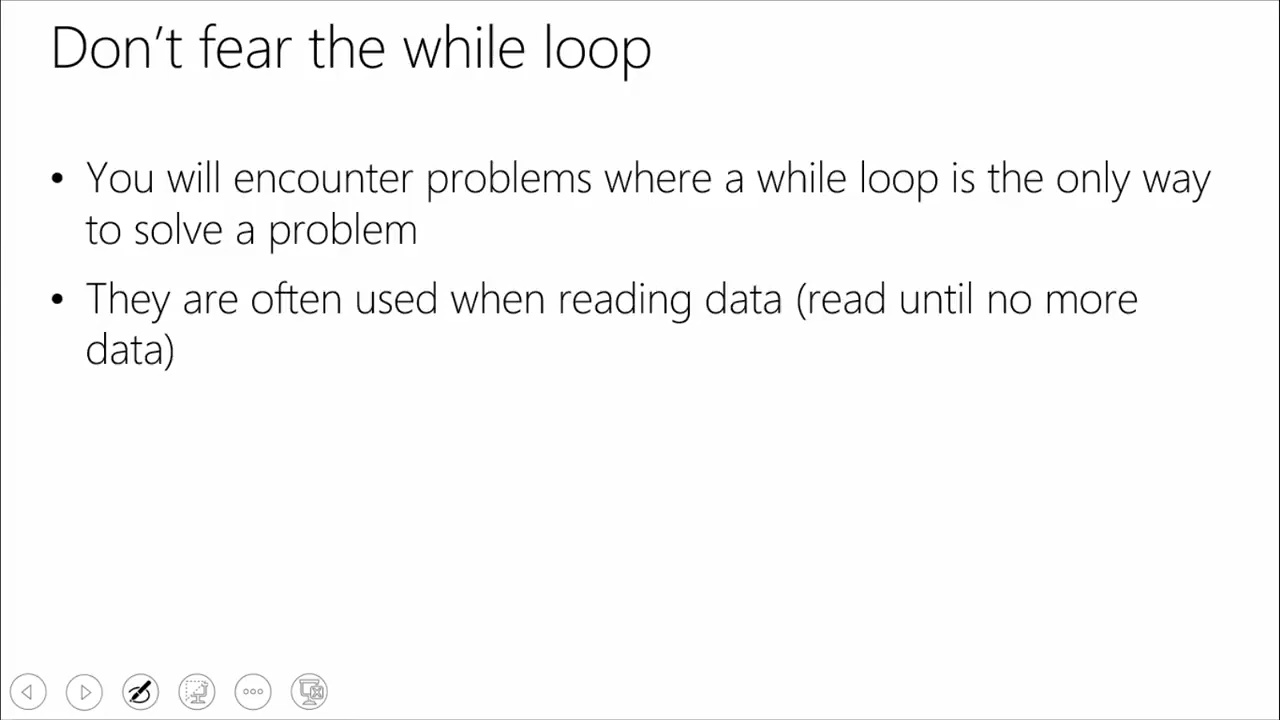 Don't fear the while loop
• You will encounter problems where a while loop is the only way
to solve a problem
• They are often used when reading data (read until no more
data)